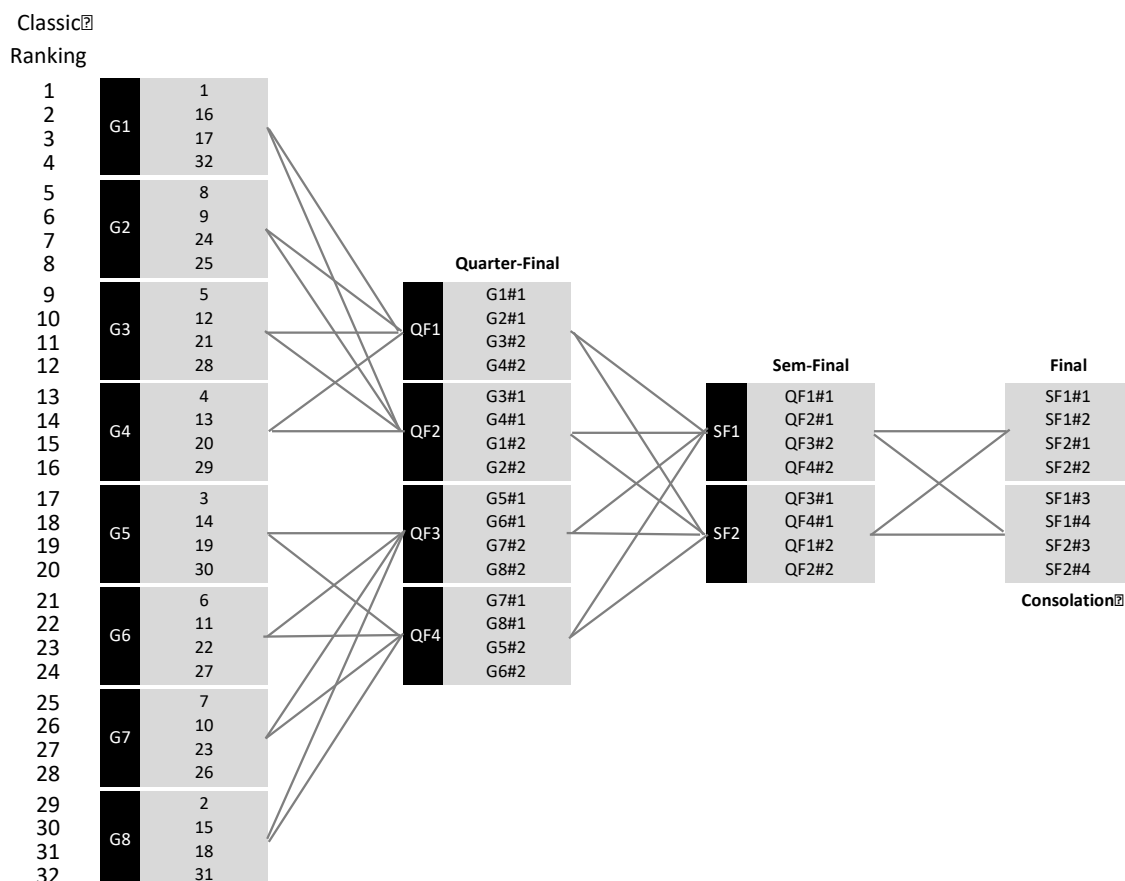 Classic
Ranking
1 1
2 16
G1
3 17
4 32
5 8
6 9
G2
7 24
8 25
Quarter-Final
9 5 G1#1
10 12 G2#1
G3 QF1
11 21 G3#2
12 28 G4#2
Sem-Final Final
13 4 G3#1 QF1#1 SF1#1
14 13 G4#1 QF2#1 SF1#2
G4 QF2 SF1
15 20 G1#2 QF3#2 SF2#1
16 29 G2#2 QF4#2 SF2#2
17 3 G5#1 QF3#1 SF1#3
18 14 G6#1 QF4#1 SF1#4
G5 QF3 SF2
19 19 G7#2 QF1#2 SF2#3
20 30 G8#2 QF2#2 SF2#4
21 6 G7#1 Consolation
22 11 G8#1
G6 QF4
23 22 G5#2
24 27 G6#2
25 7
26 10
G7
27 23
28 26
29 2
30 15
G8
31 18
32 31